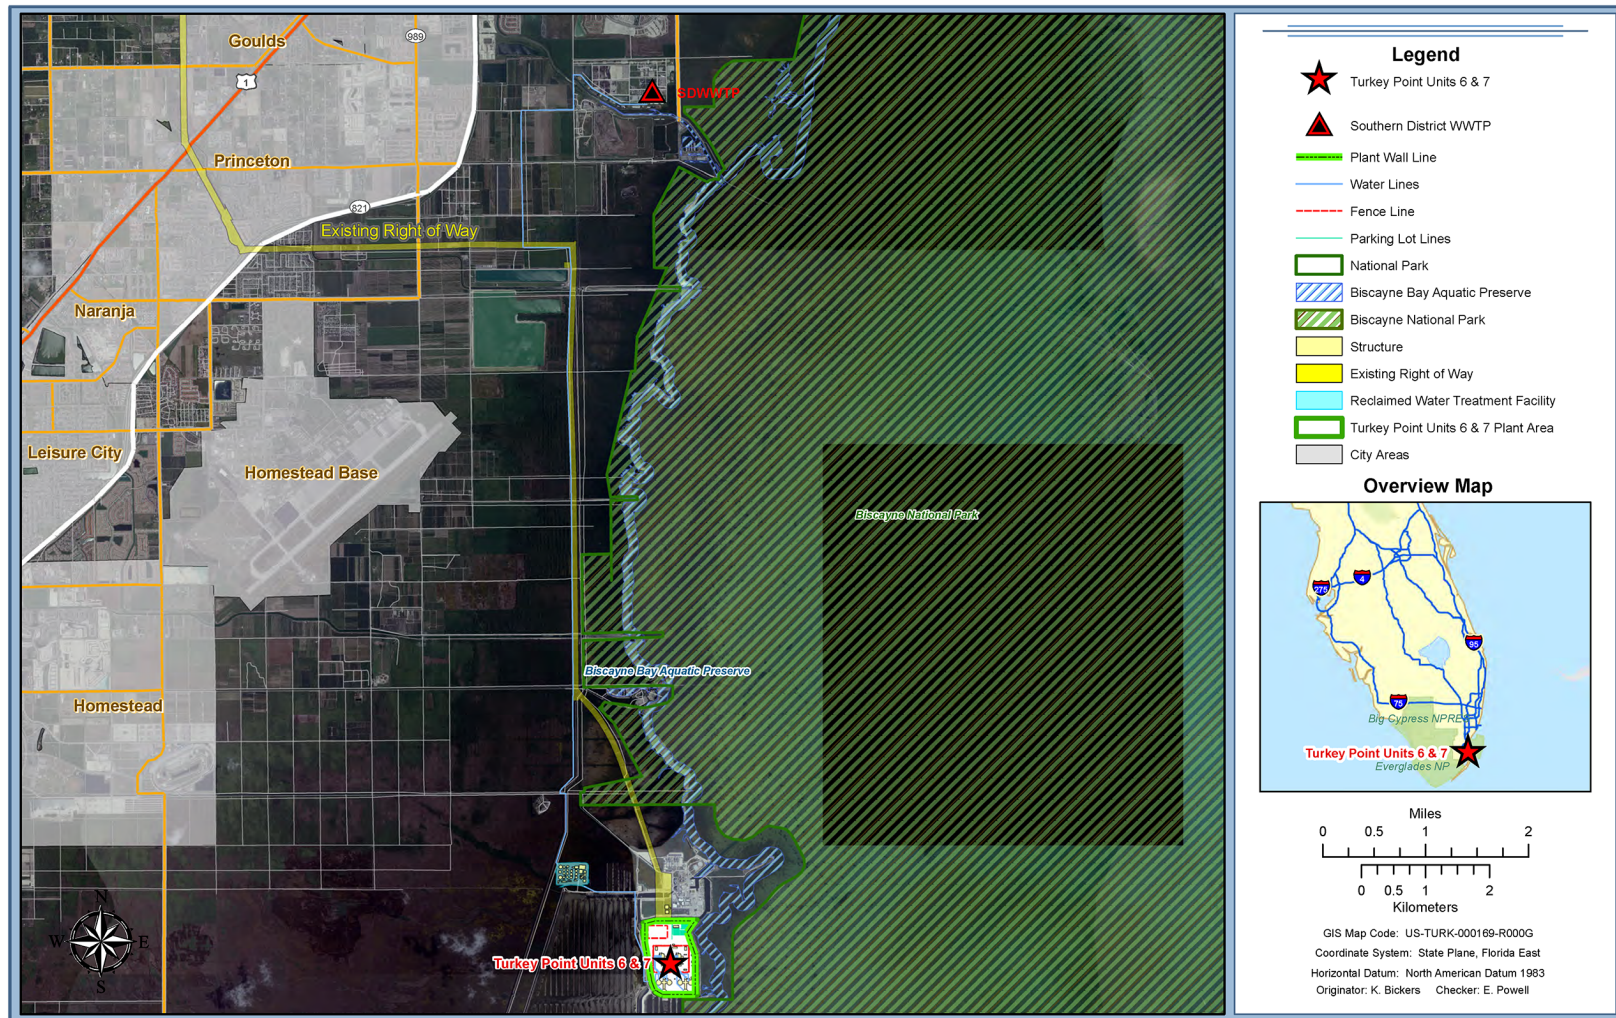 Goulds
989
1
SDWWTP
Princeton
821
Existing Right of Way
Naranja
Leisure City
Homestead Base
Biscayne National Park
Biscayne Bay Aquatic Preserve
Homestead
N
W E
S
Turkey Point Units 6 & 7
Legend
Turkey Point Units 6 & 7
Southern District WWTP
Plant Wall Line
Water Lines
Fence Line
Parking Lot Lines
National Park
Biscayne Bay Aquatic Preserve
Biscayne National Park
Structure
Existing Right of Way
Reclaimed Water Treatment Facility
Turkey Point Units 6 & 7 Plant Area
City Areas
Overview Map
4
275
95
75
Big Cypress NPRE
Turkey Point Units 6 & 7
Everglades NP
Miles
0 0.5 1 2
0 0.5 1 2
Kilometers
GIS Map Code: US-TURK-000169-R000G
Coordinate System: State Plane, Florida East
Horizontal Datum: North American Datum 1983
Originator: K. Bickers Checker: E. Powell